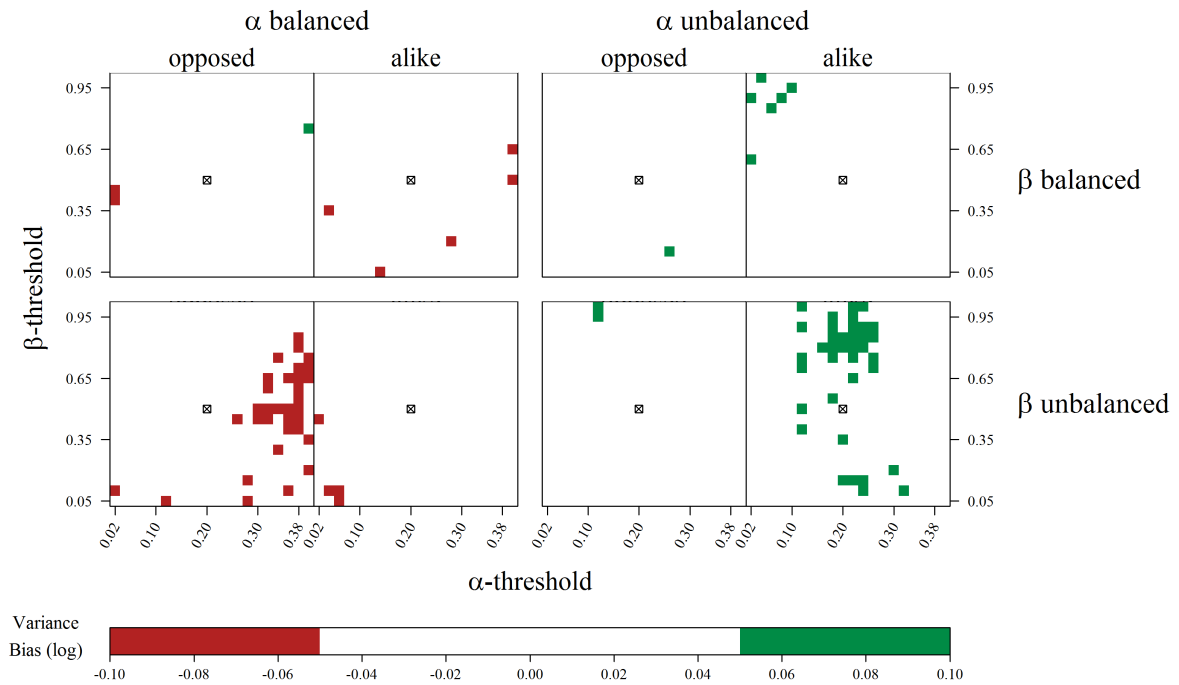 α balanced α unbalanced
opposed alike opposed alike
0.95 0.95
0.65 0.65
β balanced
0.35 0.35
0.05 0.05
β-threshold
0.95 0.95
0.65 0.65
β unbalanced
0.35 0.35
0.05 0.05
0.02 0.10 0.20 0.30 0.38 0.02 0.10 0.20 0.30 0.38 0.02 0.10 0.20 0.30 0.38 0.02 0.10 0.20 0.30 0.38
α-threshold
Variance
Bias (log)
-0.10 -0.08 -0.06 -0.04 -0.02 0.00 0.02 0.04 0.06 0.08 0.10